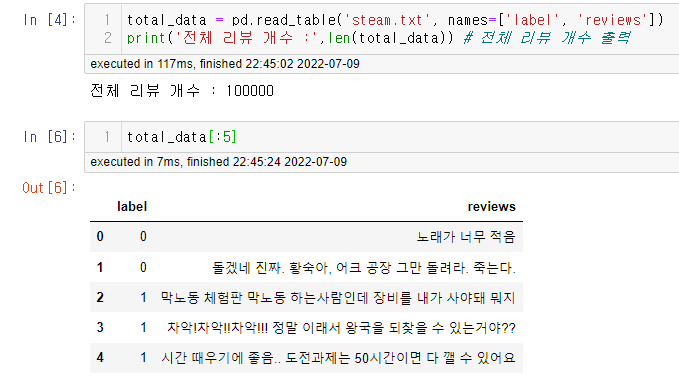 In [4]:
1 total_data = pd.read_table('steam.txt', names=['label', 'reviews'])
2 print('전체 리뷰 개수 :',len(total_data)) # 전체 리뷰 개수 출력
executed in 117ms, finished 22:45:02 2022-07-09
전체 리뷰 개수 : 100000
In [6]:
1 total_data[:5]
executed in 7ms, finished 22:45:24 2022-07-09
Out[6]:
label reviews
0 0 노래가 너무 적음
1 0 돌겠네 진짜. 황숙아, 어크 공장 그만 돌려라. 죽는다.
2 1 막노동 체험판 막노동 하는사람인데 장비를 내가 사야돼 뭐지
3 1 차악!차악!!차악!!! 정말 이래서 왕국을 되찾을 수 있는거야??
4 1 시간 때우기에 좋음.. 도전과제는 50시간이면 다 깰 수 있어요